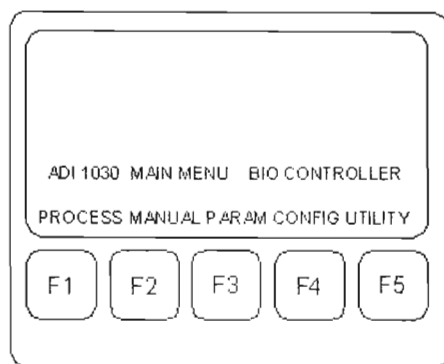 ADI 1030 MAIN MENU BIO CONTROLLER
PROCESS MANUAL PARAM CONFIG UTILITY
F1 F2 F3 F4 F5